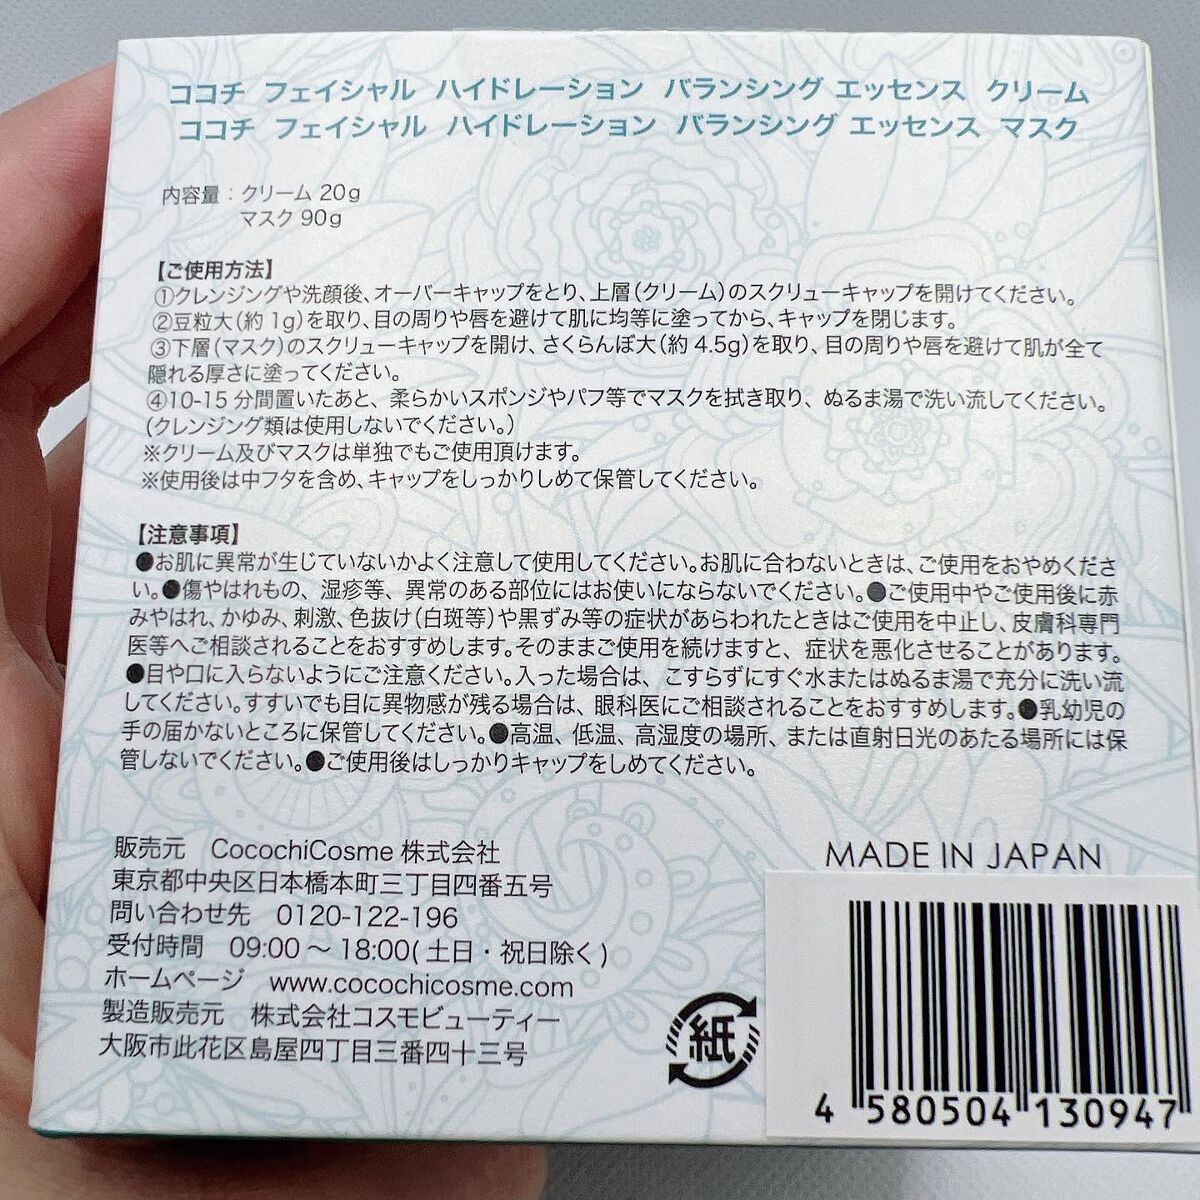 ココチ フェイシャル ハイドレーション バランシング エッセンス クリーム
ココチ フェイシャル ハイドレーション バランシング エッセンス マスク
内容量：クリーム 20g
マスク 90g
【ご使用方法】
①クレンジングや洗顔後、オーバーキャップをとり、上層(クリーム)のスクリューキャップを開けてください。
②豆粒大(約1g)を取り、目の周りや唇を避けて肌に均等に塗ってから、キャップを閉じます。
③下層(マスク)のスクリューキャップを開け、さくらんぼ大(約4.5g)を取り、目の周りや唇を避けて肌が全て
隠れる厚さに塗ってください。
④10-15分間置いたあと、柔らかいスポンジやパフ等でマスクを拭き取り、ぬるま湯で洗い流してください。
(クレンジング類は使用しないでください。)
※クリーム及びマスクは単独でもご使用頂けます。
※使用後は中フタを含め、キャップをしっかりしめて保管してください。
【注意事項】
●お肌に異常が生じていないかよく注意して使用してください。お肌に合わないときは、ご使用をおやめくださ
い。●傷やはれもの、湿疹等、異常のある部位にはお使いにならないでください。●ご使用中やご使用後に赤
みやはれ、かゆみ、刺激、色抜け(白斑等)や黒ずみ等の症状があらわれたときはご使用を中止し、皮膚科専門
医等へご相談されることをおすすめします。そのままご使用を続けますと、症状を悪化させることがあります。
●目や口に入らないようにご注意ください。入った場合は、こすらずにすぐ水またはぬるま湯で充分に洗い流
してください。すすいでも目に異物感が残る場合は、眼科医にご相談されることをおすすめします。●乳幼児の
手の届かないところに保管してください。●高温、低温、高湿度の場所、または直射日光のあたる場所には保
管しないでください。●ご使用後はしっかりキャップをしめてください。
販売元 CocochiCosme 株式会社
東京都中央区日本橋本町三丁目四番五号
問い合わせ先 0120-122-196
受付時間 09:00～18:00(土日・祝日除く)
ホームページ www.cocochicosme.com
製造販売元 株式会社コスモビューティー
大阪市此花区島屋四丁目三番四十三号
MADE IN JAPAN
紙
4 580504 130947